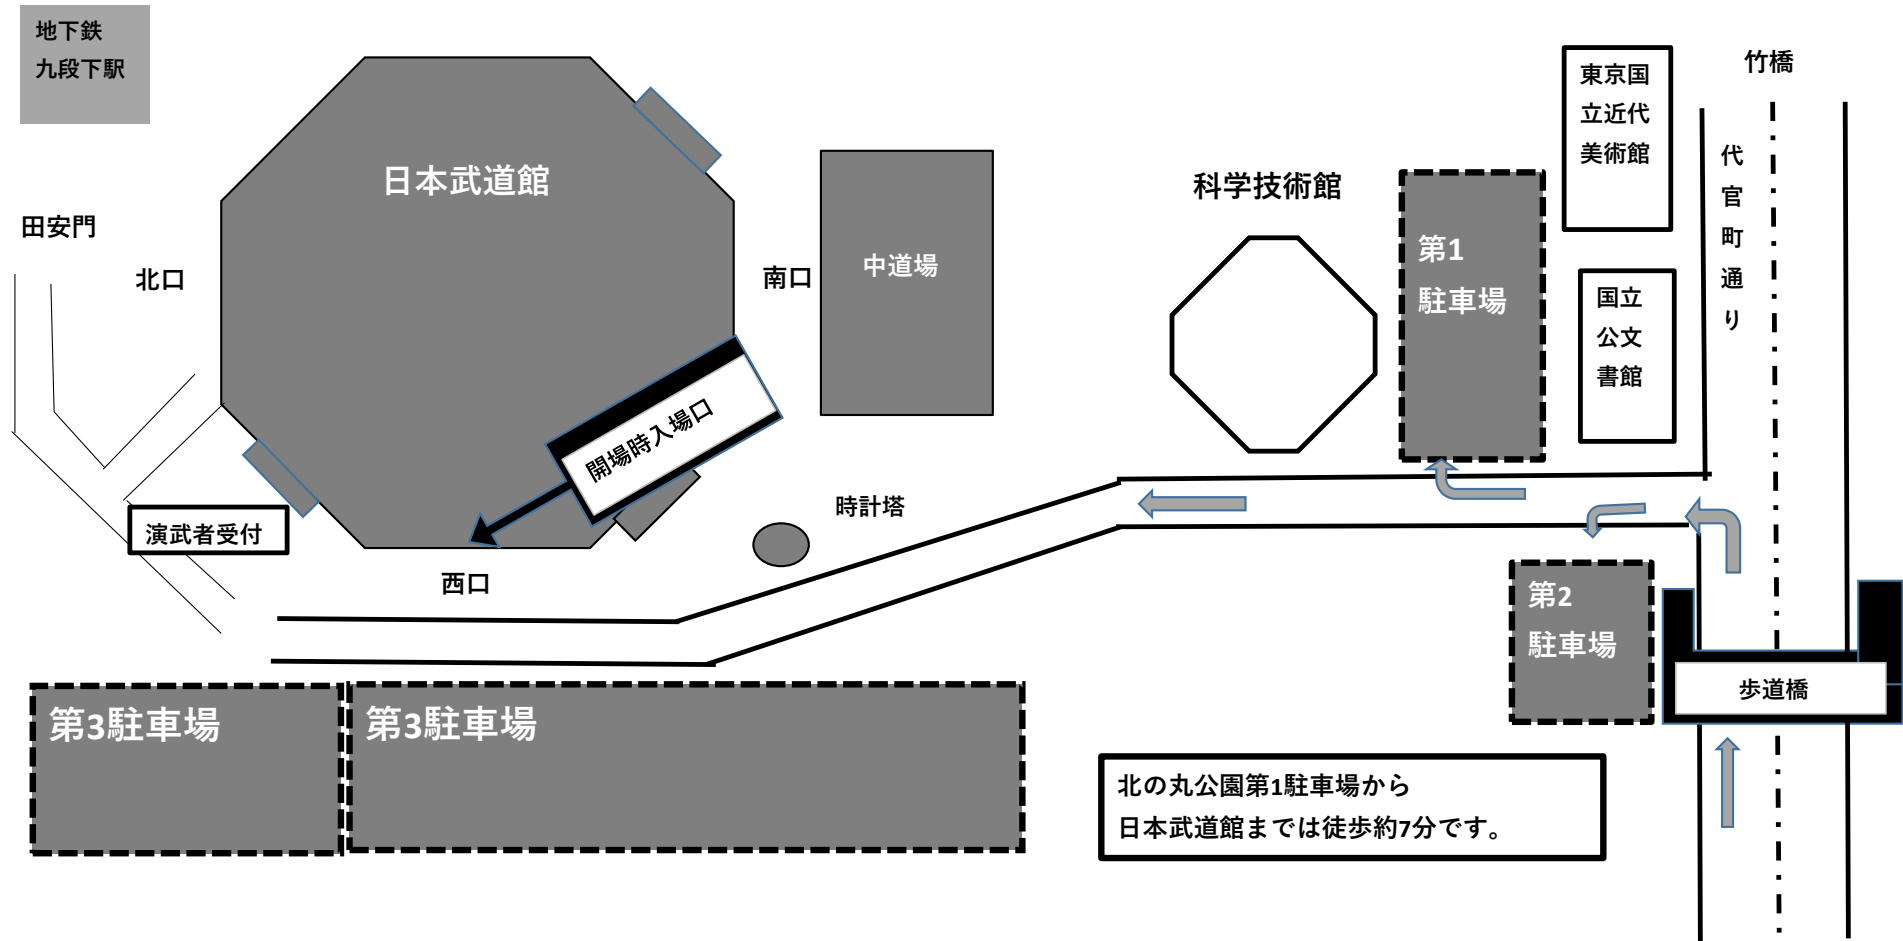 地下鉄
九段下駅
日本武道館
田安門
北口
南口
中道場
開場時入場口
演武者受付
西口
時計塔
科学技術館
第1
駐車場
東京国
立近代
美術館
竹橋
代官町通り
国立
公文
書館
第2
駐車場
歩道橋
第3駐車場
第3駐車場
北の丸公園第1駐車場から
日本武道館までは徒歩約7分です。